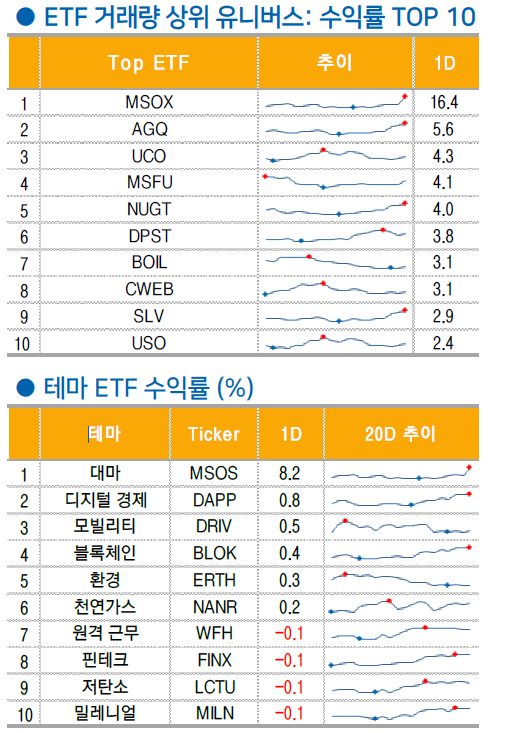 ● ETF 거래량 상위 유니버스: 수익률 TOP 10
Top ETF 추이 1D
1 MSOX 16.4
2 AGQ 5.6
3 UCO 4.3
4 MSFU 4.1
5 NUGT 4.0
6 DPST 3.8
7 BOIL 3.1
8 CWEB 3.1
9 SLV 2.9
10 USO 2.4
● 테마 ETF 수익률 (%)
테마 Ticker 1D 20D 추이
1 대마 MSOS 8.2
2 디지털 경제 DAPP 0.8
3 모빌리티 DRIV 0.5
4 블록체인 BLOK 0.4
5 환경 ERTH 0.3
6 천연가스 NANR 0.2
7 원격 근무 WFH -0.1
8 핀테크 FINX -0.1
9 저탄소 LCTU -0.1
10 밀레니얼 MILN -0.1